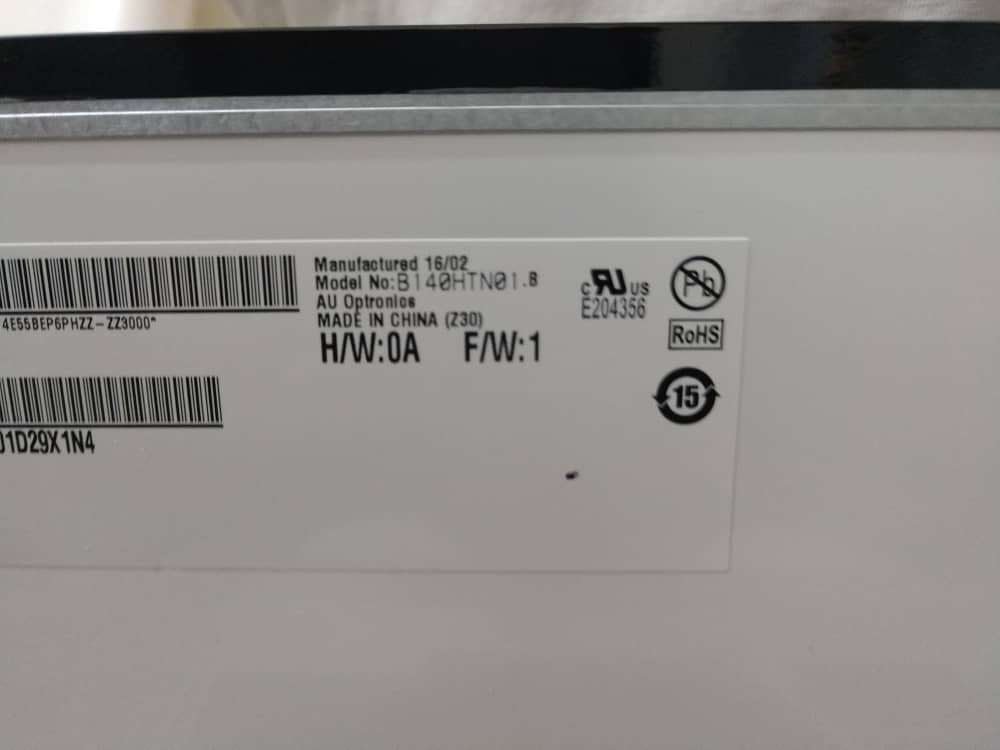 4E55BEP6PHZZ-ZZ3000*
01D29X1N4
Manufactured 16/02
Model No:B140HTN01.B
AU Optronics
MADE IN CHINA (Z30)
H/W:0A F/W:1
c RU US
E204356
Pb
RoHS
15